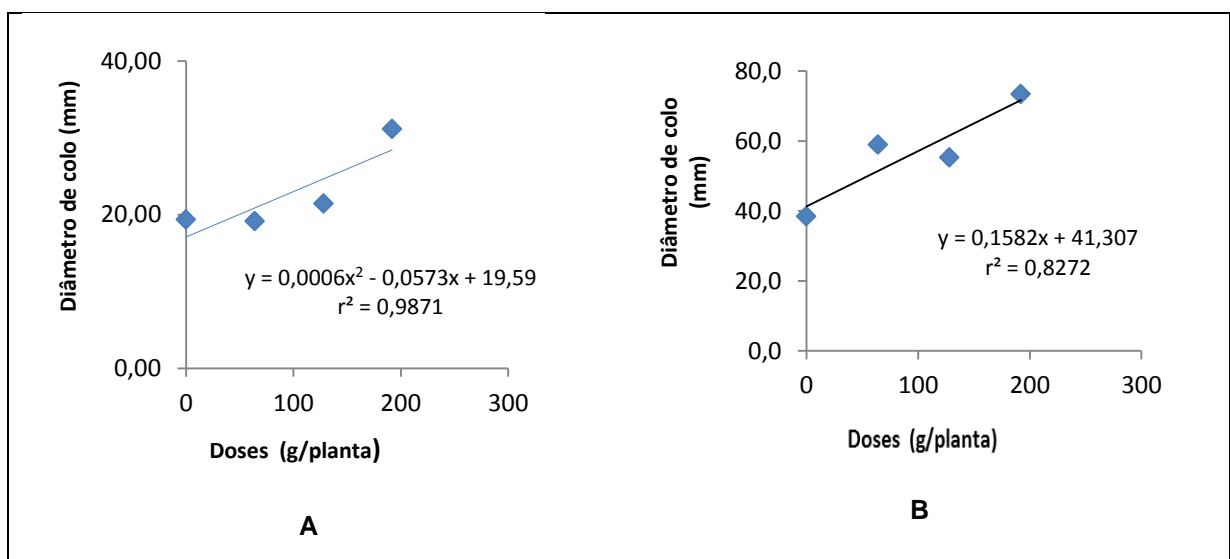 40,00
20,00
0,00
Diâmetro de colo (mm)
y = 0,0006x² - 0,0573x + 19,59
r² = 0,9871
0 100 200 300
Doses (g/planta)
A
80,0
60,0
40,0
20,0
0,0
Diâmetro de colo
(mm)
y = 0,1582x + 41,307
r² = 0,8272
0 100 200 300
Doses (g/planta)
B